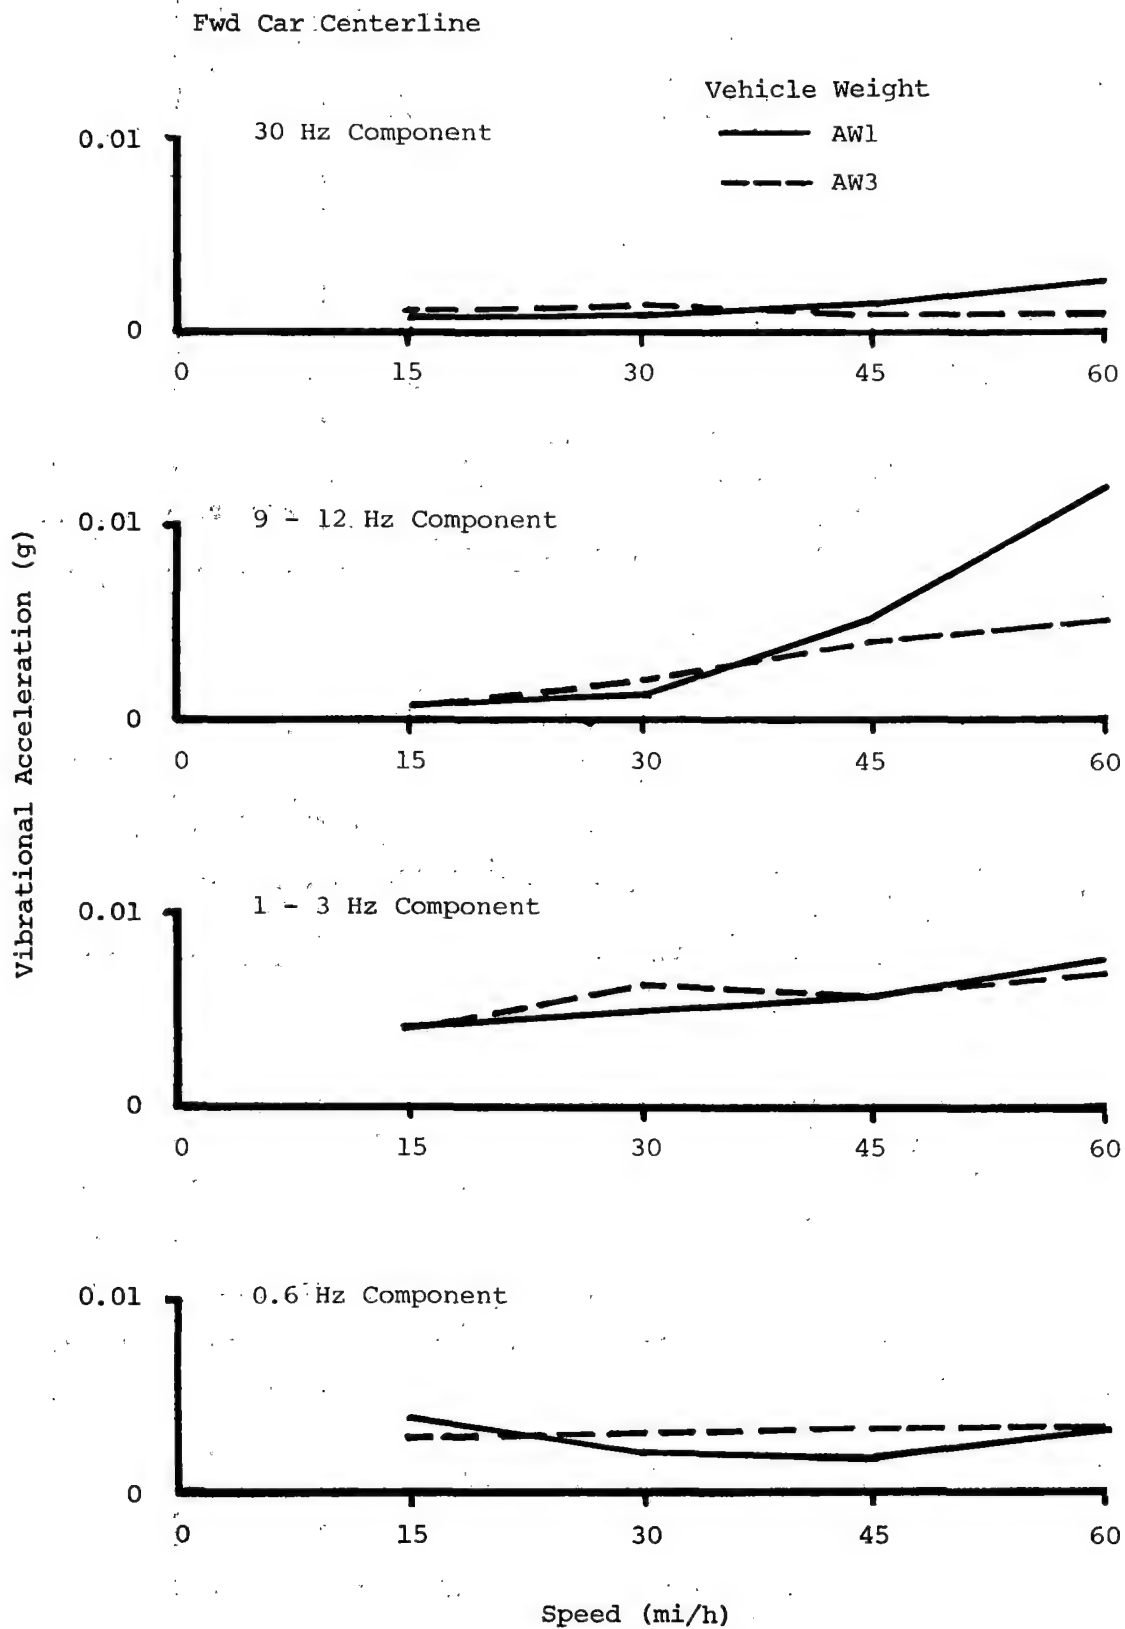 Fwd Car Centerline
Vehicle Weight
AW1
AW3
30 Hz Component
0.01
0
0 15 30 45 60
9 - 12 Hz Component
0.01
0
0 15 30 45 60
1 - 3 Hz Component
0.01
0
0 15 30 45 60
0.6 Hz Component
0.01
0
0 15 30 45 60
Vibrational Acceleration (g)
Speed (mi/h)